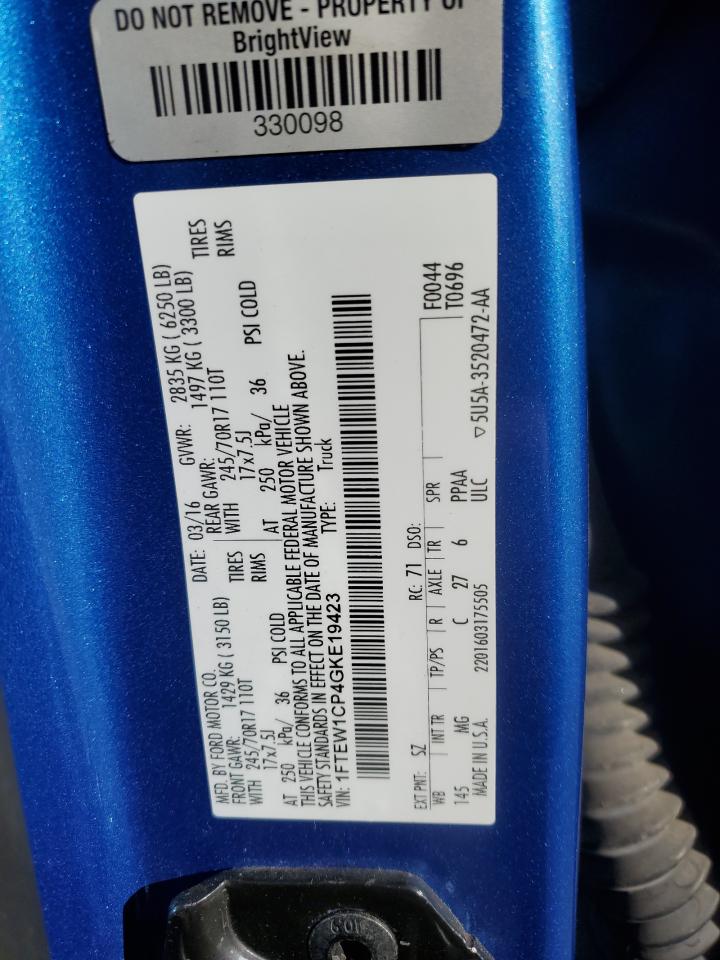 DO NOT REMOVE - PROPERTY OF
BrightView
330098
MFD. BY FORD MOTOR CO.
DATE: 03/16 GVWR: 2835 KG ( 6250 LB)
FRONT GAWR: 1429 KG ( 3150 LB) REAR GAWR: 1497 KG ( 3300 LB)
WITH 245/70R17 110T TIRES WITH 245/70R17 110T TIRES
17x7.5J RIMS 17x7.5J RIMS
AT 250 kPa/ 36 PSI COLD AT 250 kPa/ 36 PSI COLD
THIS VEHICLE CONFORMS TO ALL APPLICABLE FEDERAL MOTOR VEHICLE
SAFETY STANDARDS IN EFFECT ON THE DATE OF MANUFACTURE SHOWN ABOVE.
VIN: 1FTEW1CP4GKE19423 TYPE: Truck
EXT PNT: SZ RC: 71 DSO: F0044
WB INT TR TP/PS R AXLE TR SPR T0696
145 MG C 27 6 PPAA
MADE IN U.S.A. 2201603175505 ULC ▽5U5A-3520472-AA
10.9